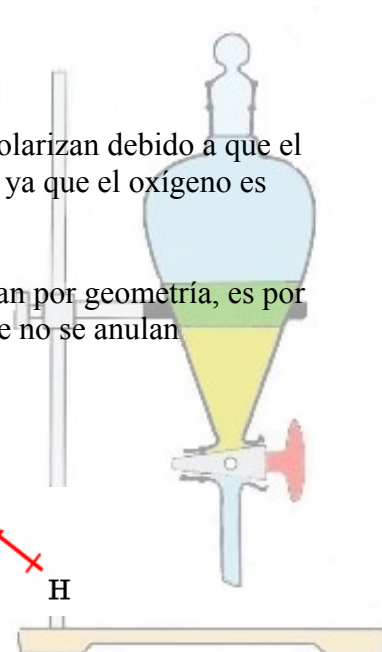 olarizan debido a que el
ya que el oxígeno es
an por geometría, es por
e no se anulan
H